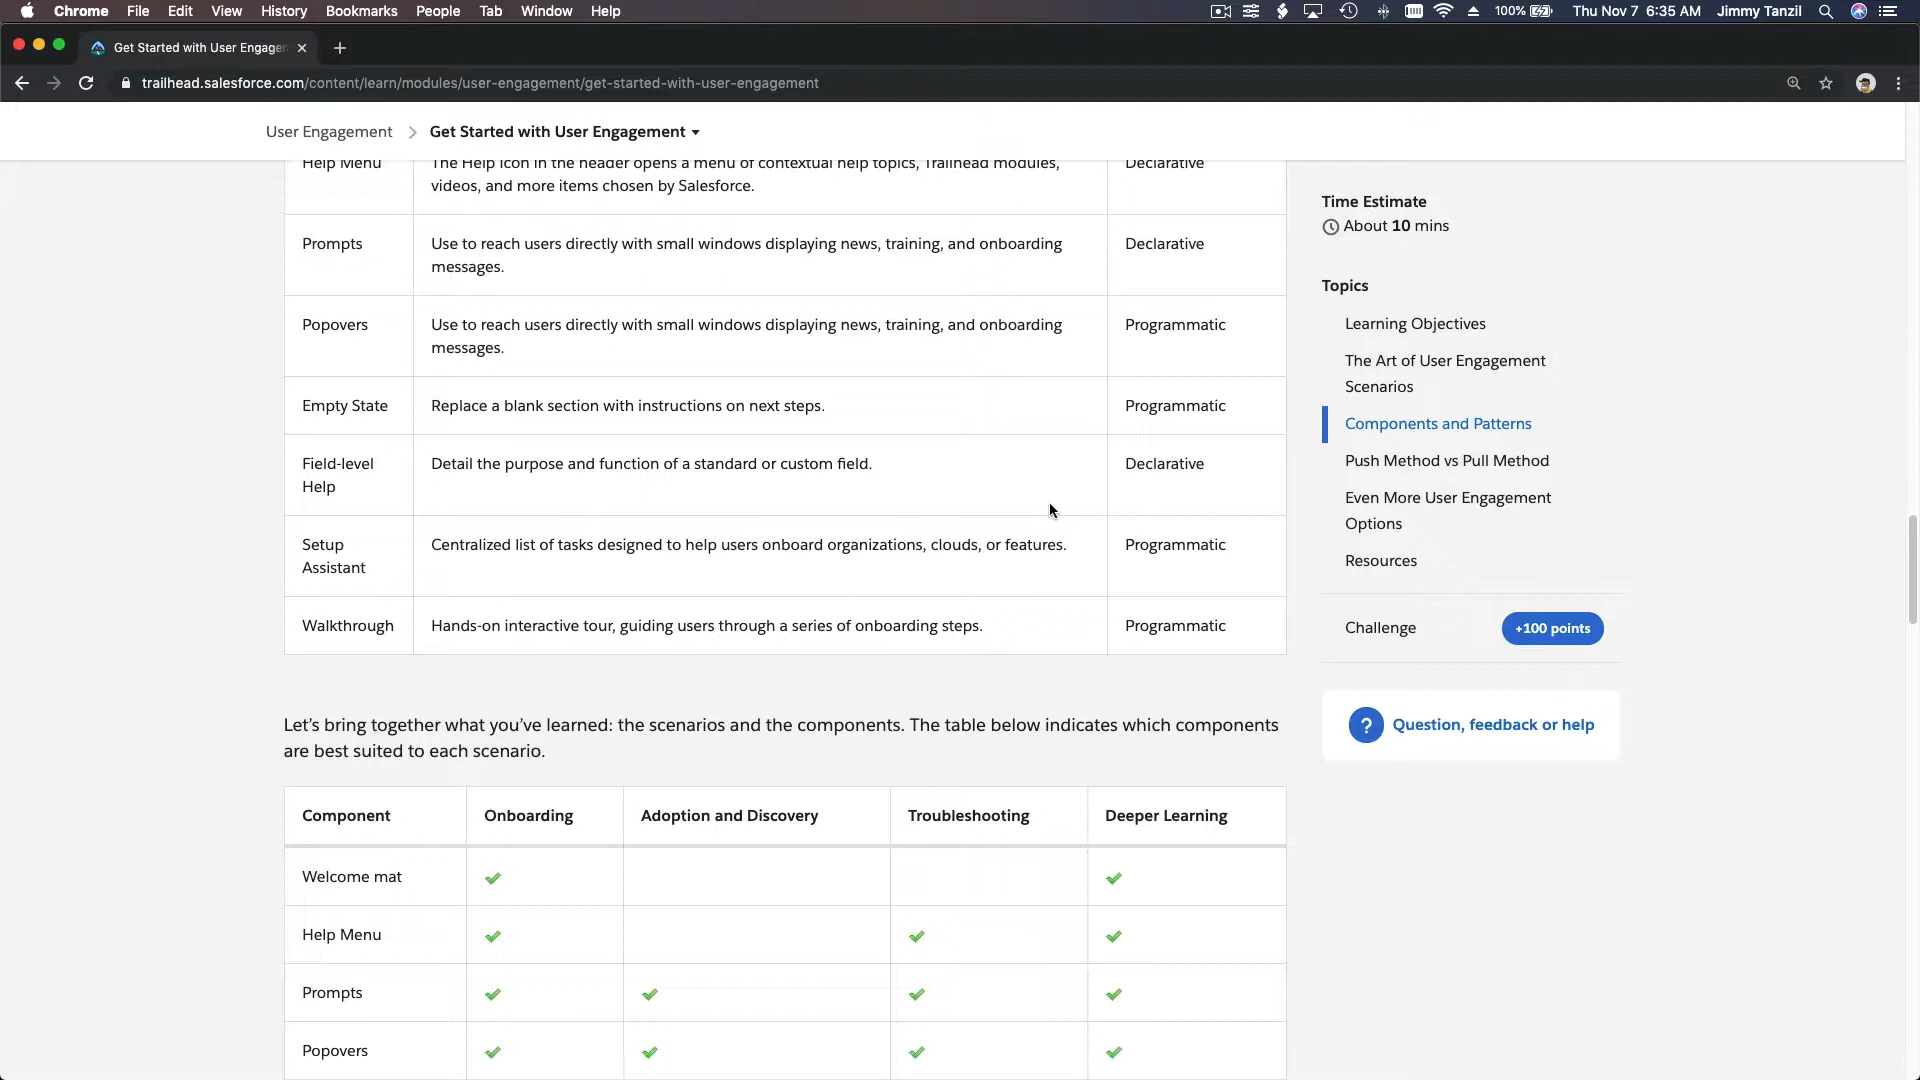 Chrome File Edit View History Bookmarks People Tab Window Help 100% Thu Nov 7 6:35 AM Jimmy Tanzil
Get Started with User Engage
trailhead.salesforce.com/content/learn/modules/user-engagement/get-started-with-user-engagement
User Engagement Get Started with User Engagement
Help Menu The Help icon in the header opens a menu of contextual help topics, Trailhead modules, Declarative
videos, and more items chosen by Salesforce.
Prompts Use to reach users directly with small windows displaying news, training, and onboarding Declarative
messages.
Popovers Use to reach users directly with small windows displaying news, training, and onboarding Programmatic
messages.
Empty State Replace a blank section with instructions on next steps. Programmatic
Field-level Detail the purpose and function of a standard or custom field. Declarative
Help
Setup Centralized list of tasks designed to help users onboard organizations, clouds, or features. Programmatic
Assistant
Walkthrough Hands-on interactive tour, guiding users through a series of onboarding steps. Programmatic
Let's bring together what you've learned: the scenarios and the components. The table below indicates which components
are best suited to each scenario.
Component Onboarding Adoption and Discovery Troubleshooting Deeper Learning
Welcome mat
Help Menu
Prompts
Popovers
Time Estimate
About 10 mins
Topics
Learning Objectives
The Art of User Engagement
Scenarios
Components and Patterns
Push Method vs Pull Method
Even More User Engagement
Options
Resources
Challenge +100 points
? Question, feedback or help